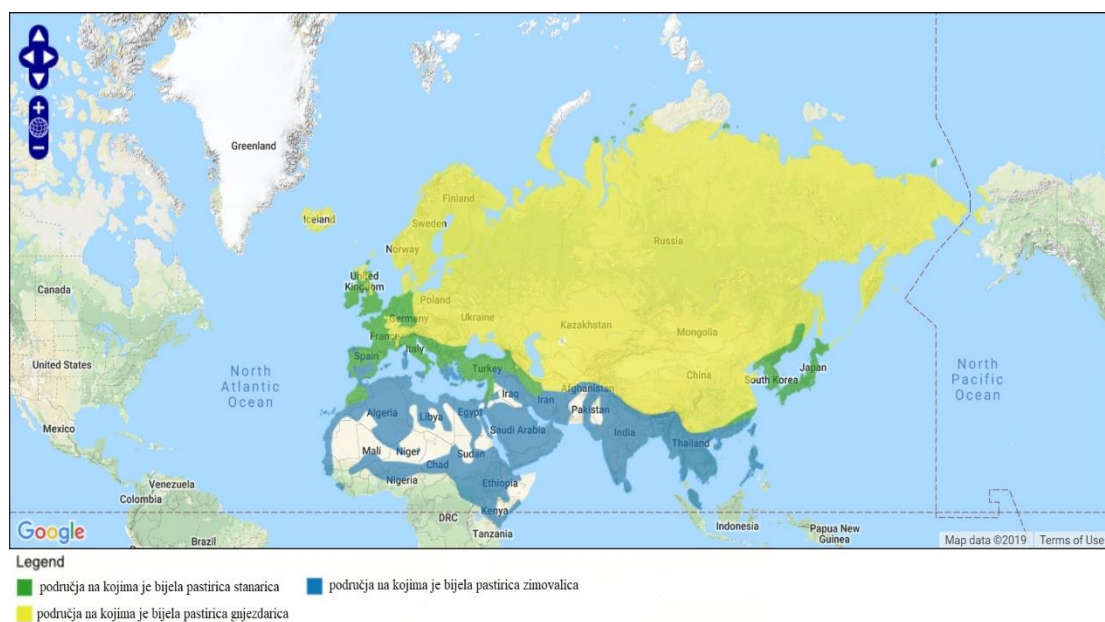 Greenland
Iceland
Finland
Sweden
Norway
Russia
United
Kingdom
Canada
Poland
Germany
Ukraine
Kazakhstan
Mongolia
France
Italy
Spain
Turkey
China
South Korea
Japan
United States
North
Atlantic
Ocean
North
Pacific
Ocean
Afghanistan
Iraq
Iran
Pakistan
Algeria
Libya
Egypt
Saudi Arabia
India
Mexico
Mali
Niger
Chad
Sudan
Thailand
Nigeria
Ethiopia
Venezuela
Colombia
Kenya
DRC
Tanzania
Indonesia
Papua New
Guinea
Brazil
Google
Map data ©2019
Terms of Use
Legend
područja na kojima je bijela pastirica stanarica
područja na kojima je bijela pastirica zimovalica
područja na kojima je bijela pastirica gnjezdarica